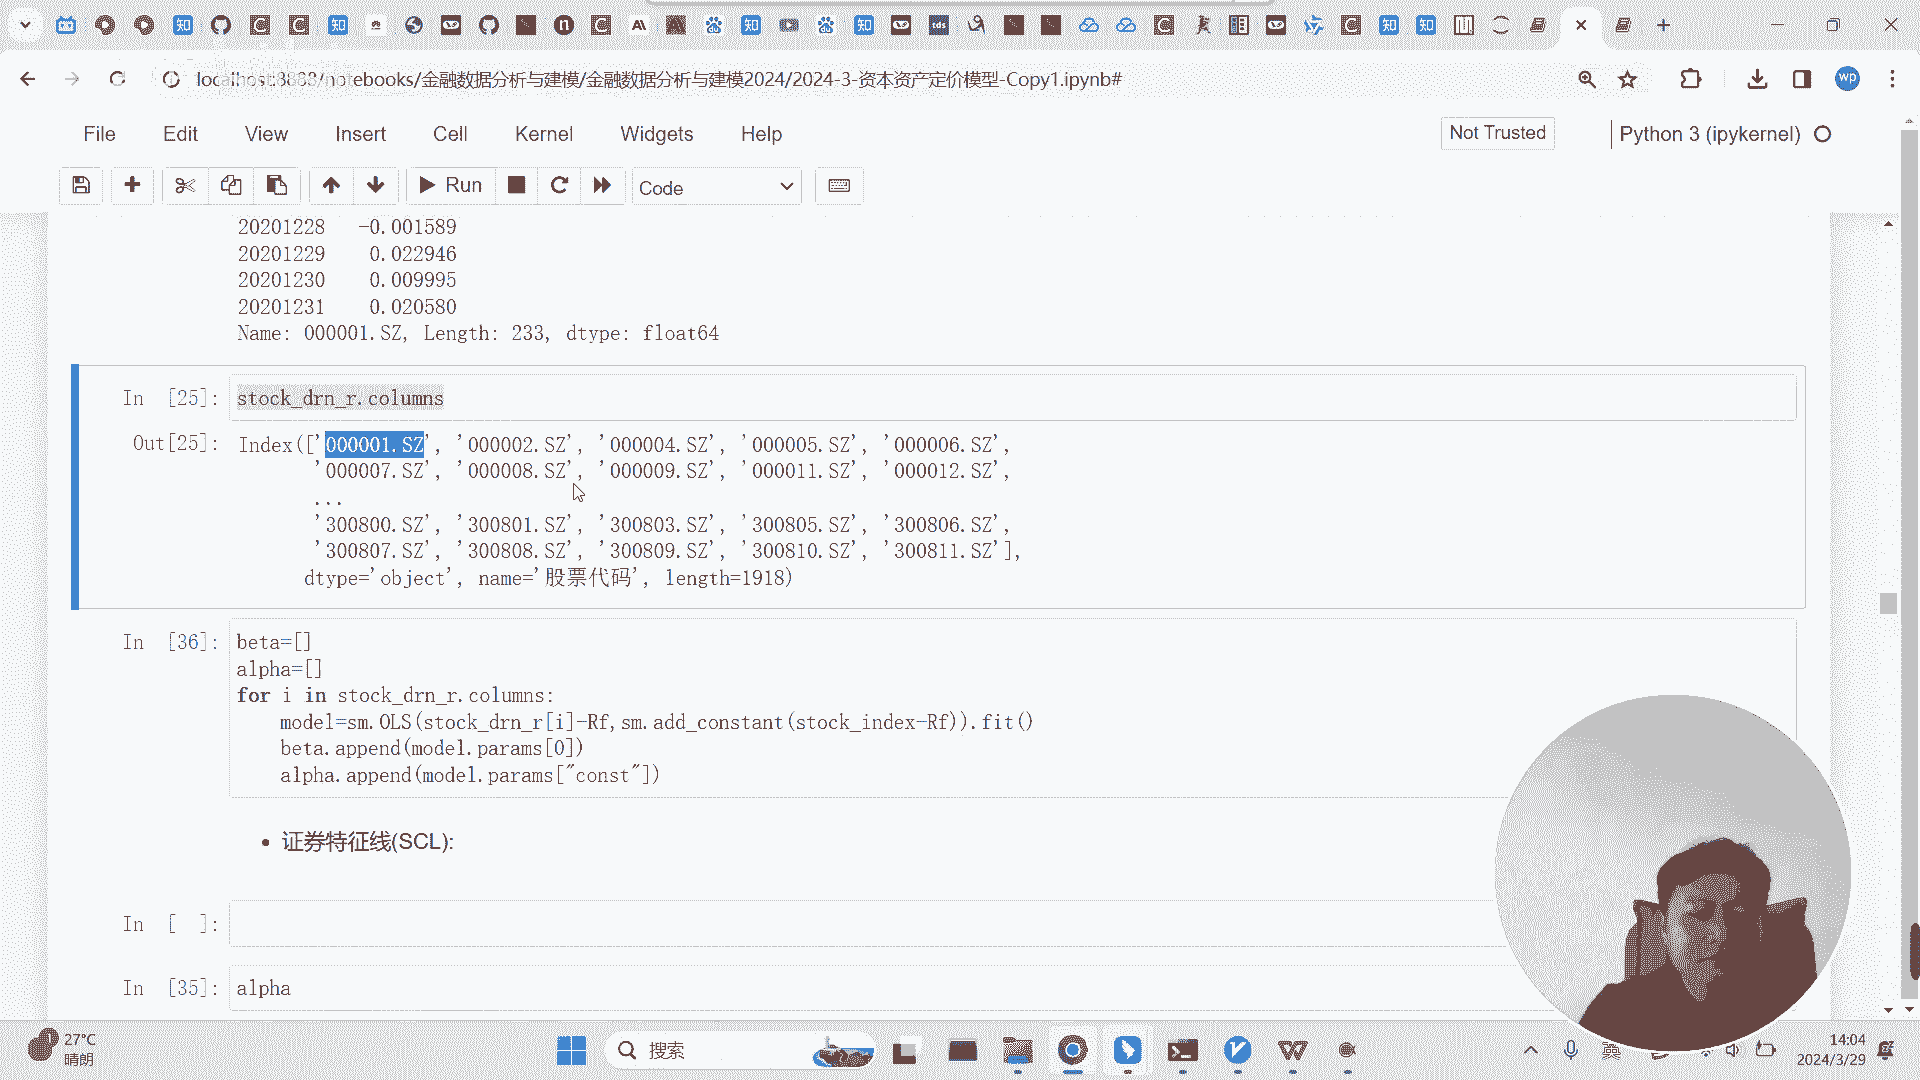 localhost:8888/notebooks/金融数据分析与建模/金融数据分析与建模2024/2024-3-资本资产定价模型-Copy1.ipynb#
wp
File Edit View Insert Cell Kernel Widgets Help
Not Trusted
Python 3 (ipykernel)
Run
Code
20201228 -0.001589
20201229 0.022946
20201230 0.009995
20201231 0.020580
Name: 000001.SZ, Length: 233, dtype: float64
In [25]: stock_drn_r.columns
Out[25]: Index(['000001.SZ', '000002.SZ', '000004.SZ', '000005.SZ', '000006.SZ',
'000007.SZ', '000008.SZ', '000009.SZ', '000011.SZ', '000012.SZ',
...
'300800.SZ', '300801.SZ', '300803.SZ', '300805.SZ', '300806.SZ',
'300807.SZ', '300808.SZ', '300809.SZ', '300810.SZ', '300811.SZ'],
dtype='object', name='股票代码', length=1918)
In [36]: beta=[]
alpha=[]
for i in stock_drn_r.columns:
model=sm.OLS(stock_drn_r[i]-Rf,sm.add_constant(stock_index-Rf)).fit()
beta.append(model.params[0])
alpha.append(model.params["const"])
• 证券特征线(SCL):
In [ ]:
In [35]: alpha
27°C
晴朗
搜索
英
14:04
2024/3/29